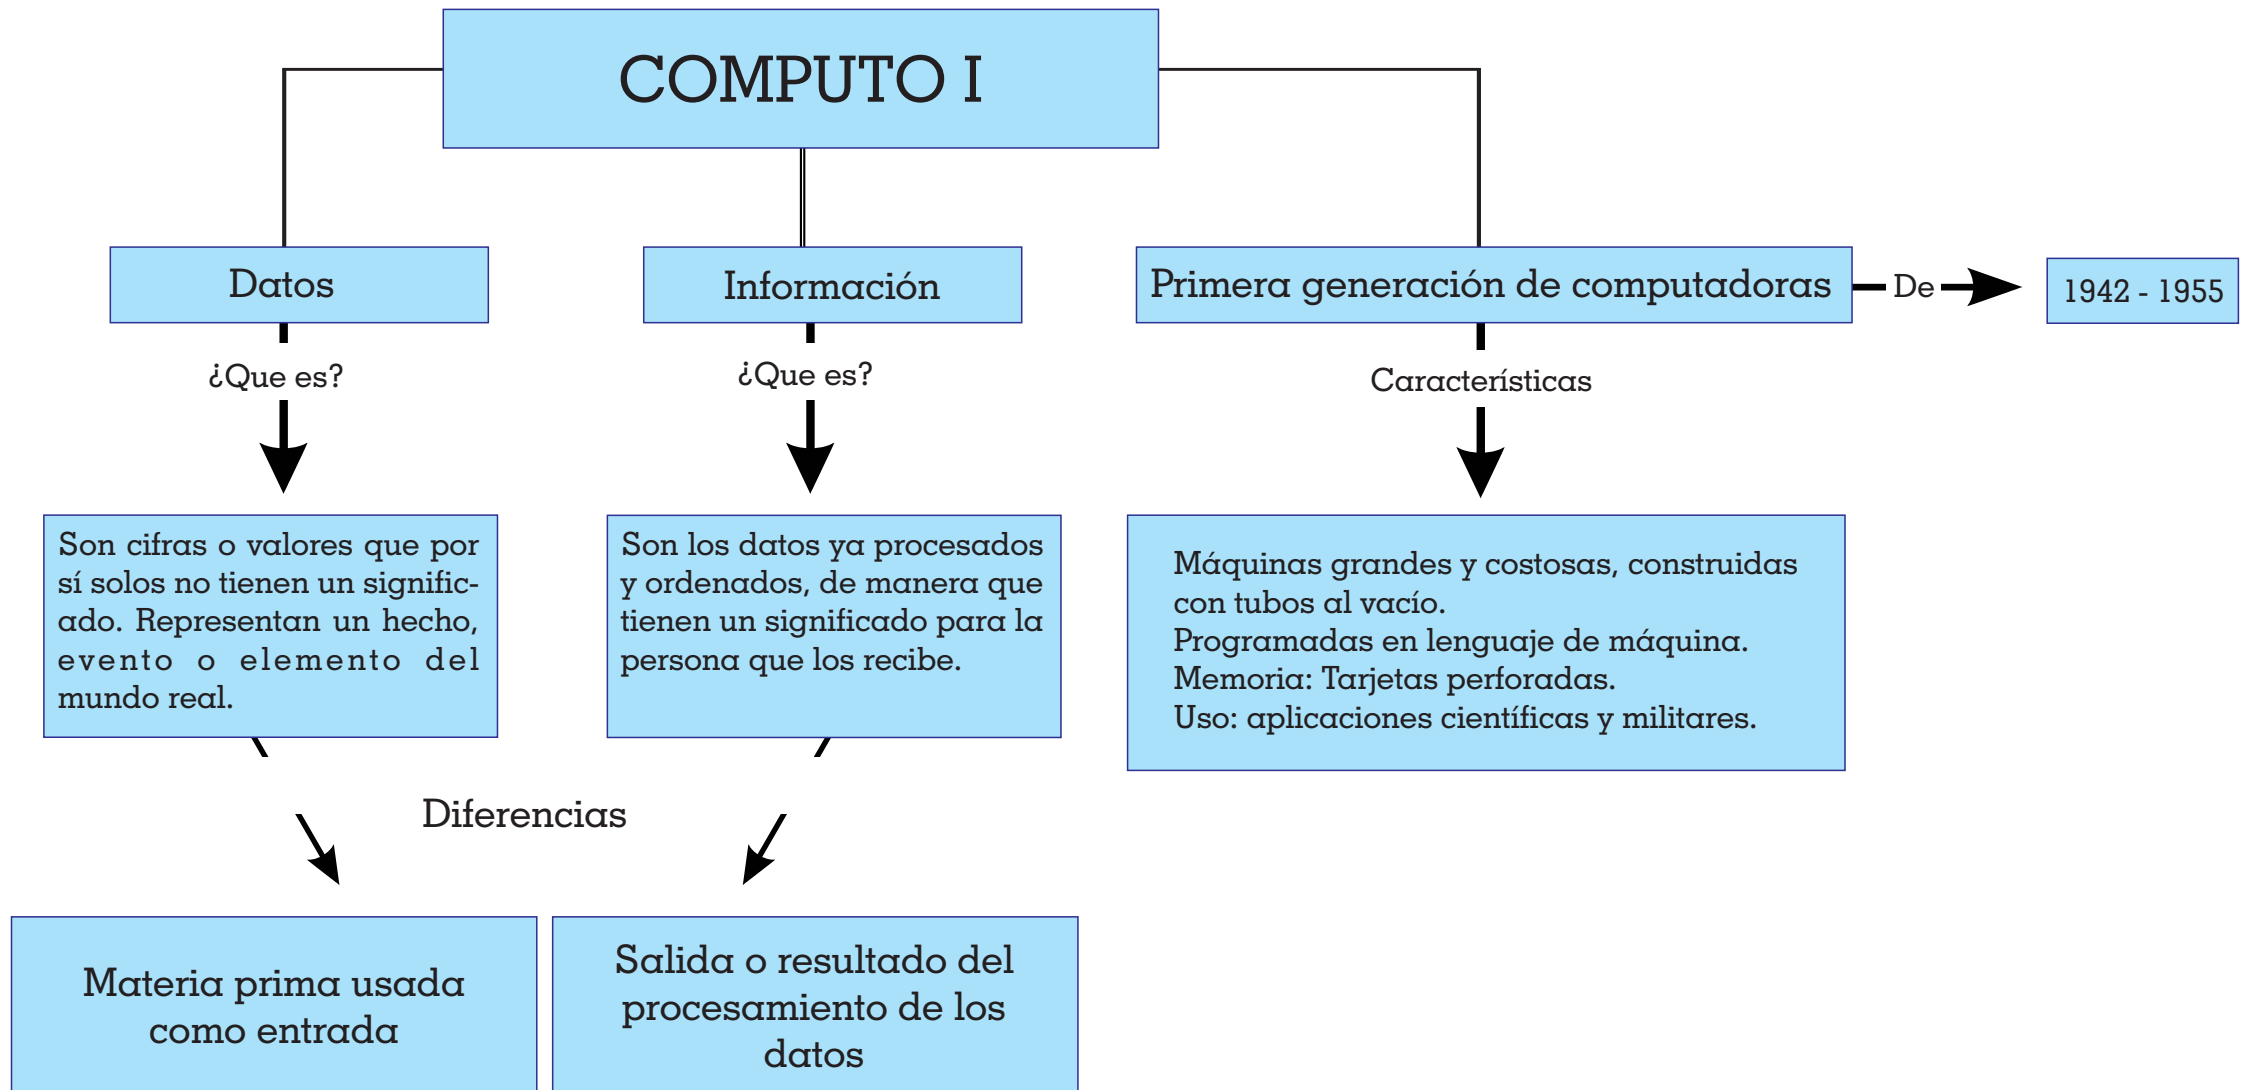 COMPUTO I
Datos
Información
Primera generación de computadoras
De
1942 - 1955
¿Que es?
¿Que es?
Características
Son cifras o valores que por
sí solos no tienen un signific-
ado. Representan un hecho,
evento o elemento del
mundo real.
Son los datos ya procesados
y ordenados, de manera que
tienen un significado para la
persona que los recibe.
Máquinas grandes y costosas, construidas
con tubos al vacío.
Programadas en lenguaje de máquina.
Memoria: Tarjetas perforadas.
Uso: aplicaciones científicas y militares.
Diferencias
Materia prima usada
como entrada
Salida o resultado del
procesamiento de los
datos